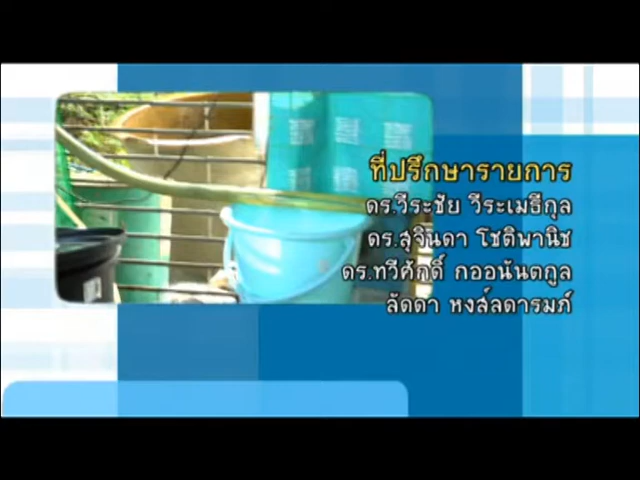 ที่ปรึกษารายการ
ดร.วีระชัย วีระเมธีกุล
ดร.สุจินดา โชติพานิช
ดร.ทวีศักดิ์ กออนันตกูล
ลัดดา หงส์ลดารมภ์